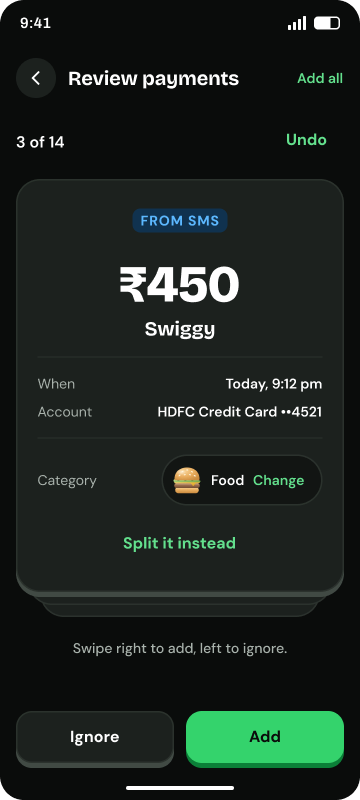 9:41
Review payments
Add all
3 of 14
Undo
FROM SMS
₹450
Swiggy
When
Today, 9:12 pm
Account
HDFC Credit Card ••4521
Category
Food
Change
Split it instead
Swipe right to add, left to ignore.
Ignore
Add